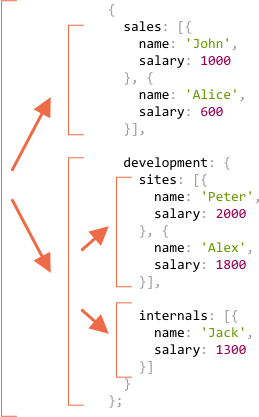 {
  sales: [{
    name: 'John',
    salary: 1000
  }, {
    name: 'Alice',
    salary: 600
  }],
  development: {
    sites: [{
      name: 'Peter',
      salary: 2000
    }, {
      name: 'Alex',
      salary: 1800
    }],
    internals: [{
      name: 'Jack',
      salary: 1300
    }]
  }
};